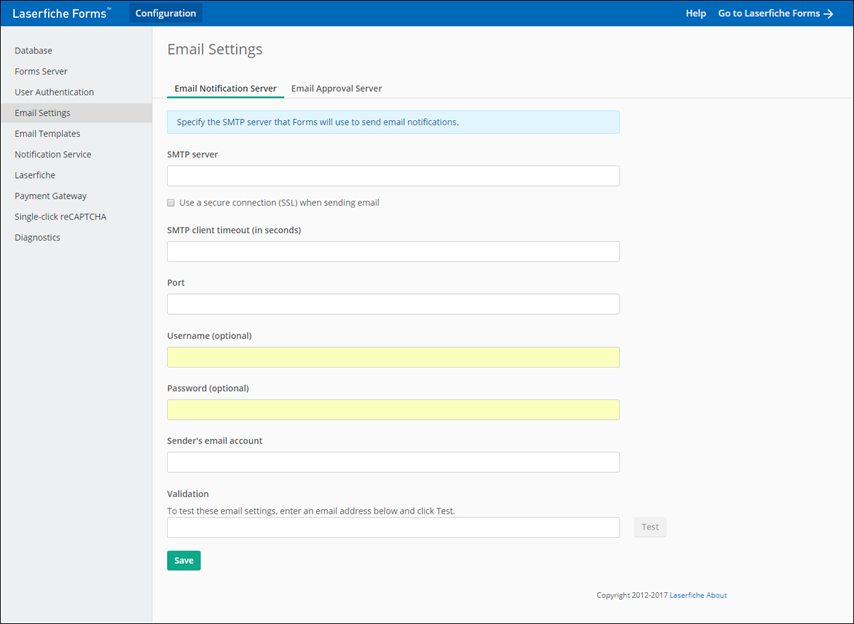 Laserfiche Forms™ Configuration Help Go to Laserfiche Forms →
Database
Forms Server
User Authentication
Email Settings
Email Templates
Notification Service
Laserfiche
Payment Gateway
Single-click reCAPTCHA
Diagnostics
Email Settings
Email Notification Server Email Approval Server
Specify the SMTP server that Forms will use to send email notifications.
SMTP server
Use a secure connection (SSL) when sending email
SMTP client timeout (in seconds)
Port
Username (optional)
Password (optional)
Sender's email account
Validation
To test these email settings, enter an email address below and click Test.
Test
Save
Copyright 2012-2017 Laserfiche About